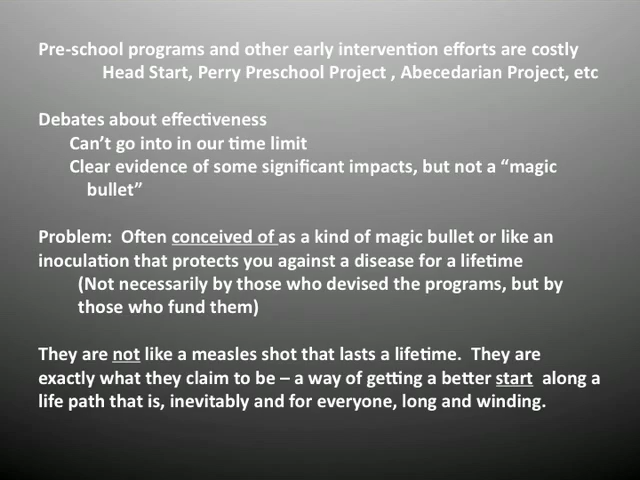 Pre-school programs and other early intervention efforts are costly
Head Start, Perry Preschool Project , Abecedarian Project, etc
Debates about effectiveness
Can’t go into in our time limit
Clear evidence of some significant impacts, but not a “magic
bullet”
Problem:  Often conceived of as a kind of magic bullet or like an
inoculation that protects you against a disease for a lifetime
(Not necessarily by those who devised the programs, but by
those who fund them)
They are not like a measles shot that lasts a lifetime.  They are
exactly what they claim to be – a way of getting a better start  along a
life path that is, inevitably and for everyone, long and winding.